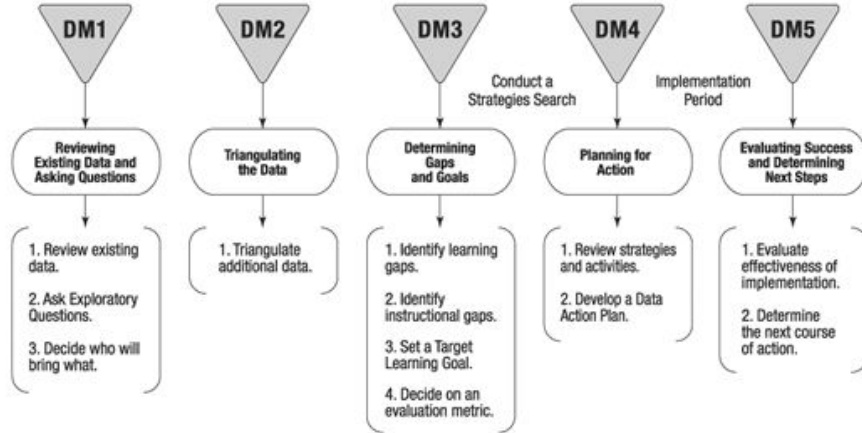 DM1
DM2
DM3
DM4
DM5
Conduct a
Strategies Search
Implementation
Period
Reviewing
Existing Data and
Asking Questions
Triangulating
the Data
Determining
Gaps
and Goals
Planning for
Action
Evaluating Success
and Determining
Next Steps
1. Review existing
data.
2. Ask Exploratory
Questions.
3. Decide who will
bring what.
1. Triangulate
additional data.
1. Identify learning
gaps.
2. Identify
instructional gaps.
3. Set a Target
Learning Goal.
4. Decide on an
evaluation metric.
1. Review strategies
and activities.
2. Develop a Data
Action Plan.
1. Evaluate
effectiveness of
implementation.
2. Determine
the next course
of action.